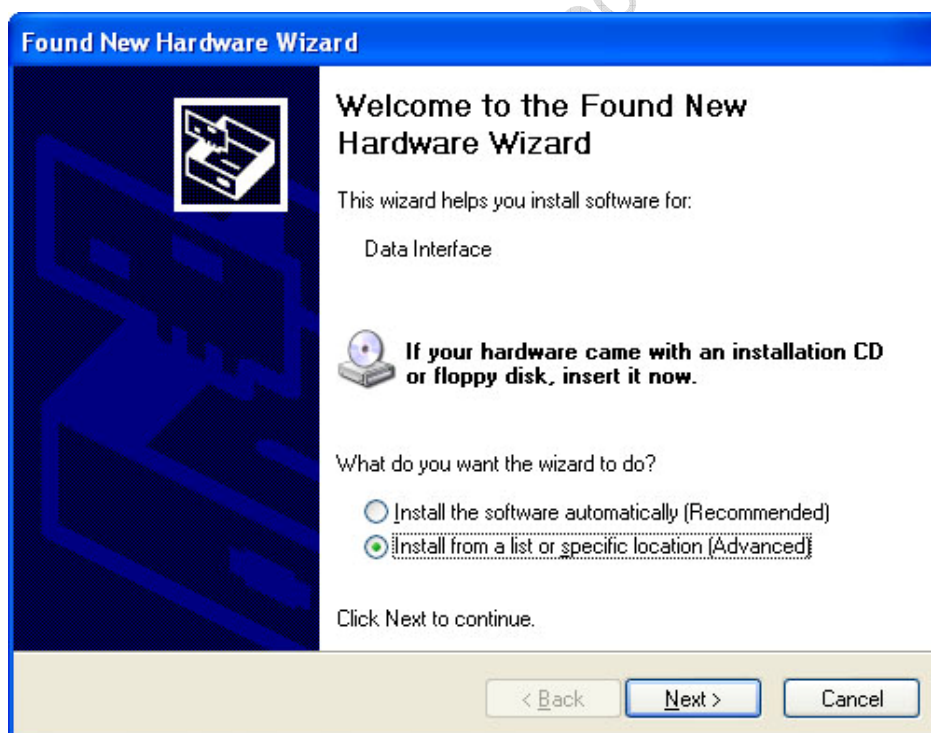 Found New Hardware Wizard
Welcome to the Found New
Hardware Wizard
This wizard helps you install software for:
Data Interface
If your hardware came with an installation CD
or floppy disk, insert it now.
What do you want the wizard to do?
Install the software automatically (Recommended)
Install from a list or specific location (Advanced)
Click Next to continue.
< Back
Next >
Cancel